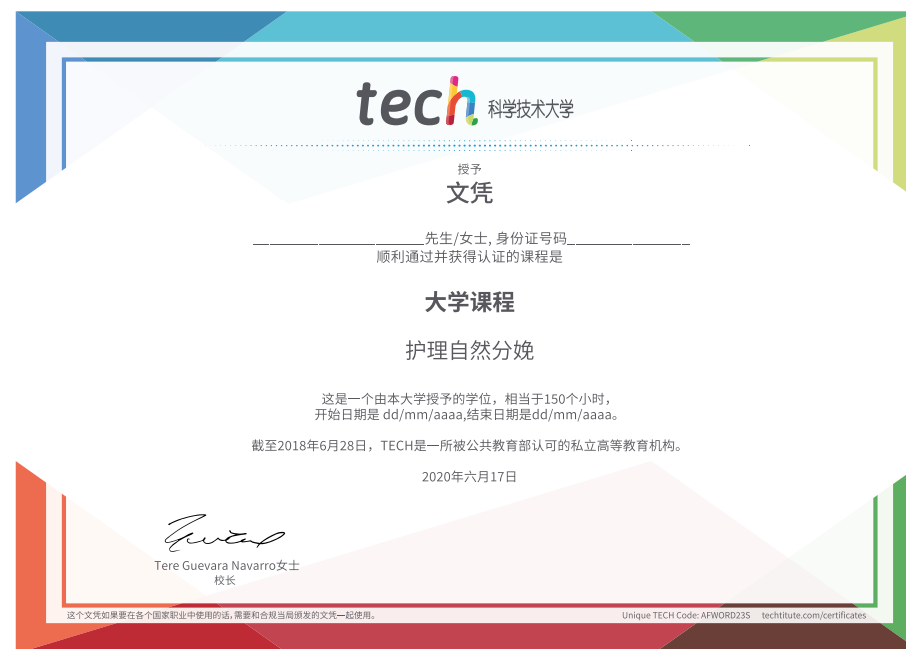 tech 科学技术大学
授予
文凭
_______________________先生/女士, 身份证号码________________
顺利通过并获得认证的课程是
大学课程
护理自然分娩
这是一个由本大学授予的学位，相当于150个小时，
开始日期是 dd/mm/aaaa,结束日期是dd/mm/aaaa。
截至2018年6月28日，TECH是一所被公共教育部认可的私立高等教育机构。
2020年六月17日
Tere Guevara Navarro女士
校长
这个文凭如果要在各个国家职业中使用的话,需要和合规当局颁发的文凭一起使用。
Unique TECH Code: AFWORD23S techtitute.com/certificates